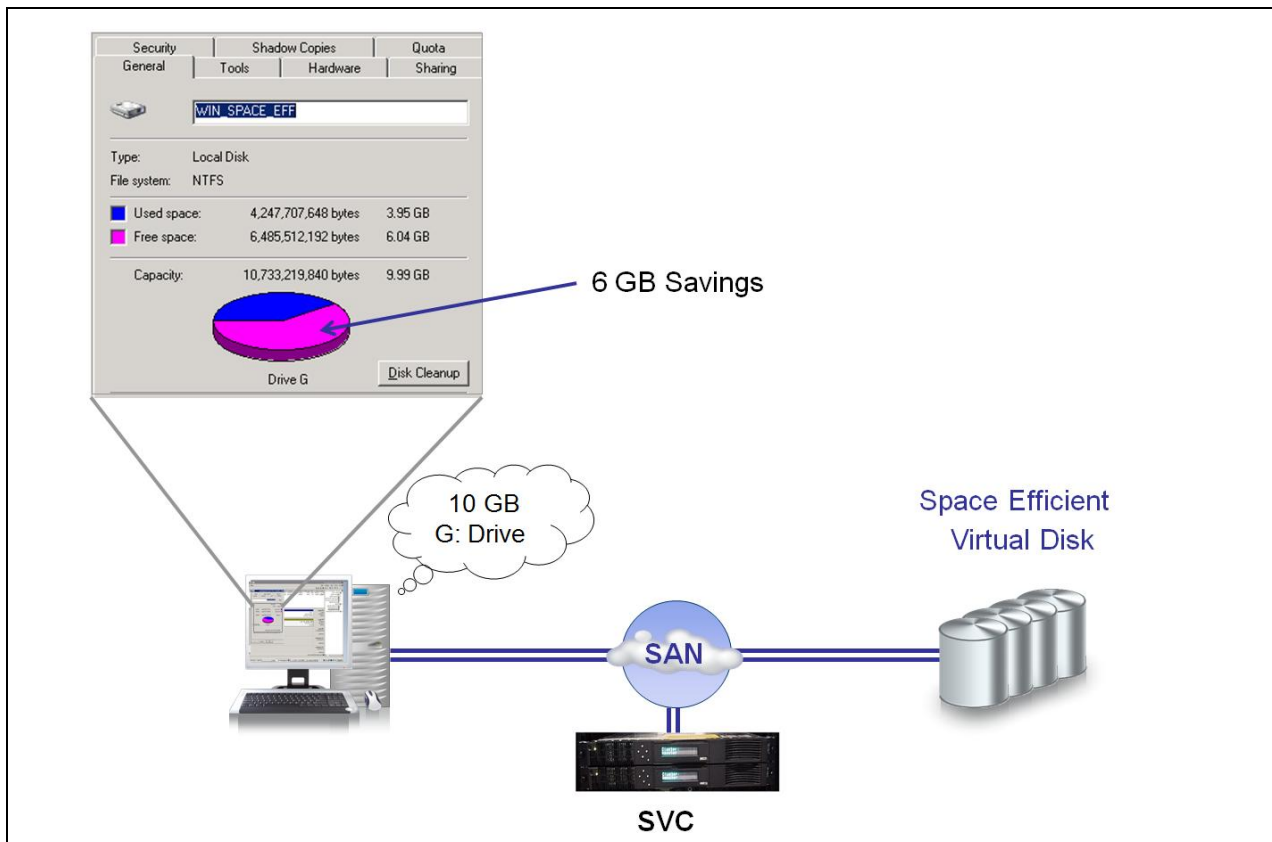 Security Shadow Copies Quota
General Tools Hardware Sharing
WIN_SPACE_EFF
Type: Local Disk
File system: NTFS
Used space: 4,247,707,648 bytes 3.95 GB
Free space: 6,485,512,192 bytes 6.04 GB
Capacity: 10,733,219,840 bytes 9.99 GB
Drive G
Disk Cleanup
6 GB Savings
10 GB
G: Drive
Space Efficient
Virtual Disk
SAN
SVC